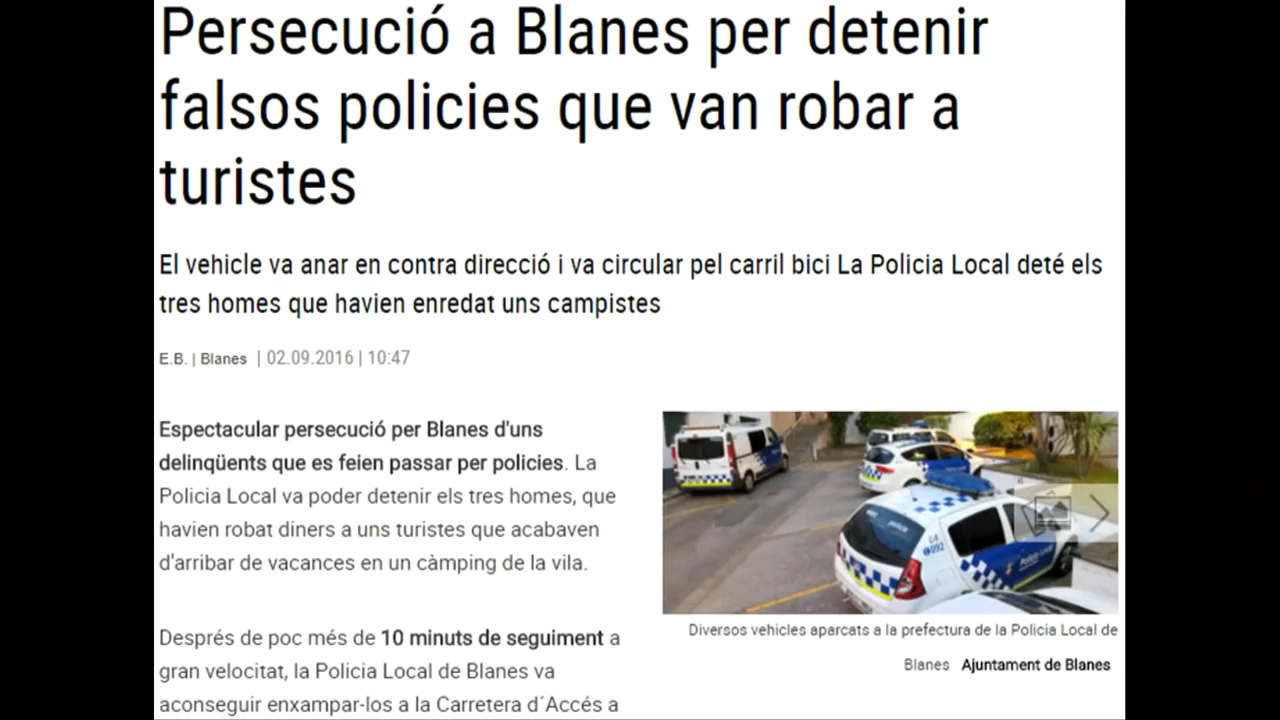 Persecució a Blanes per detenir
falsos policies que van robar a
turistes
El vehicle va anar en contra direcció i va circular pel carril bici La Policia Local deté els
tres homes que havien enredat uns campistes
E.B. | Blanes | 02.09.2016 | 10:47
Espectacular persecució per Blanes d'uns
delinqüents que es feien passar per policies. La
Policia Local va poder detenir els tres homes, que
havien robat diners a uns turistes que acabaven
d'arribar de vacances en un càmping de la vila.
Després de poc més de 10 minuts de seguiment a
gran velocitat, la Policia Local de Blanes va
aconseguir enxampar-los a la Carretera d´Accés a
Diversos vehicles aparcats a la prefectura de la Policia Local de
Blanes Ajuntament de Blanes